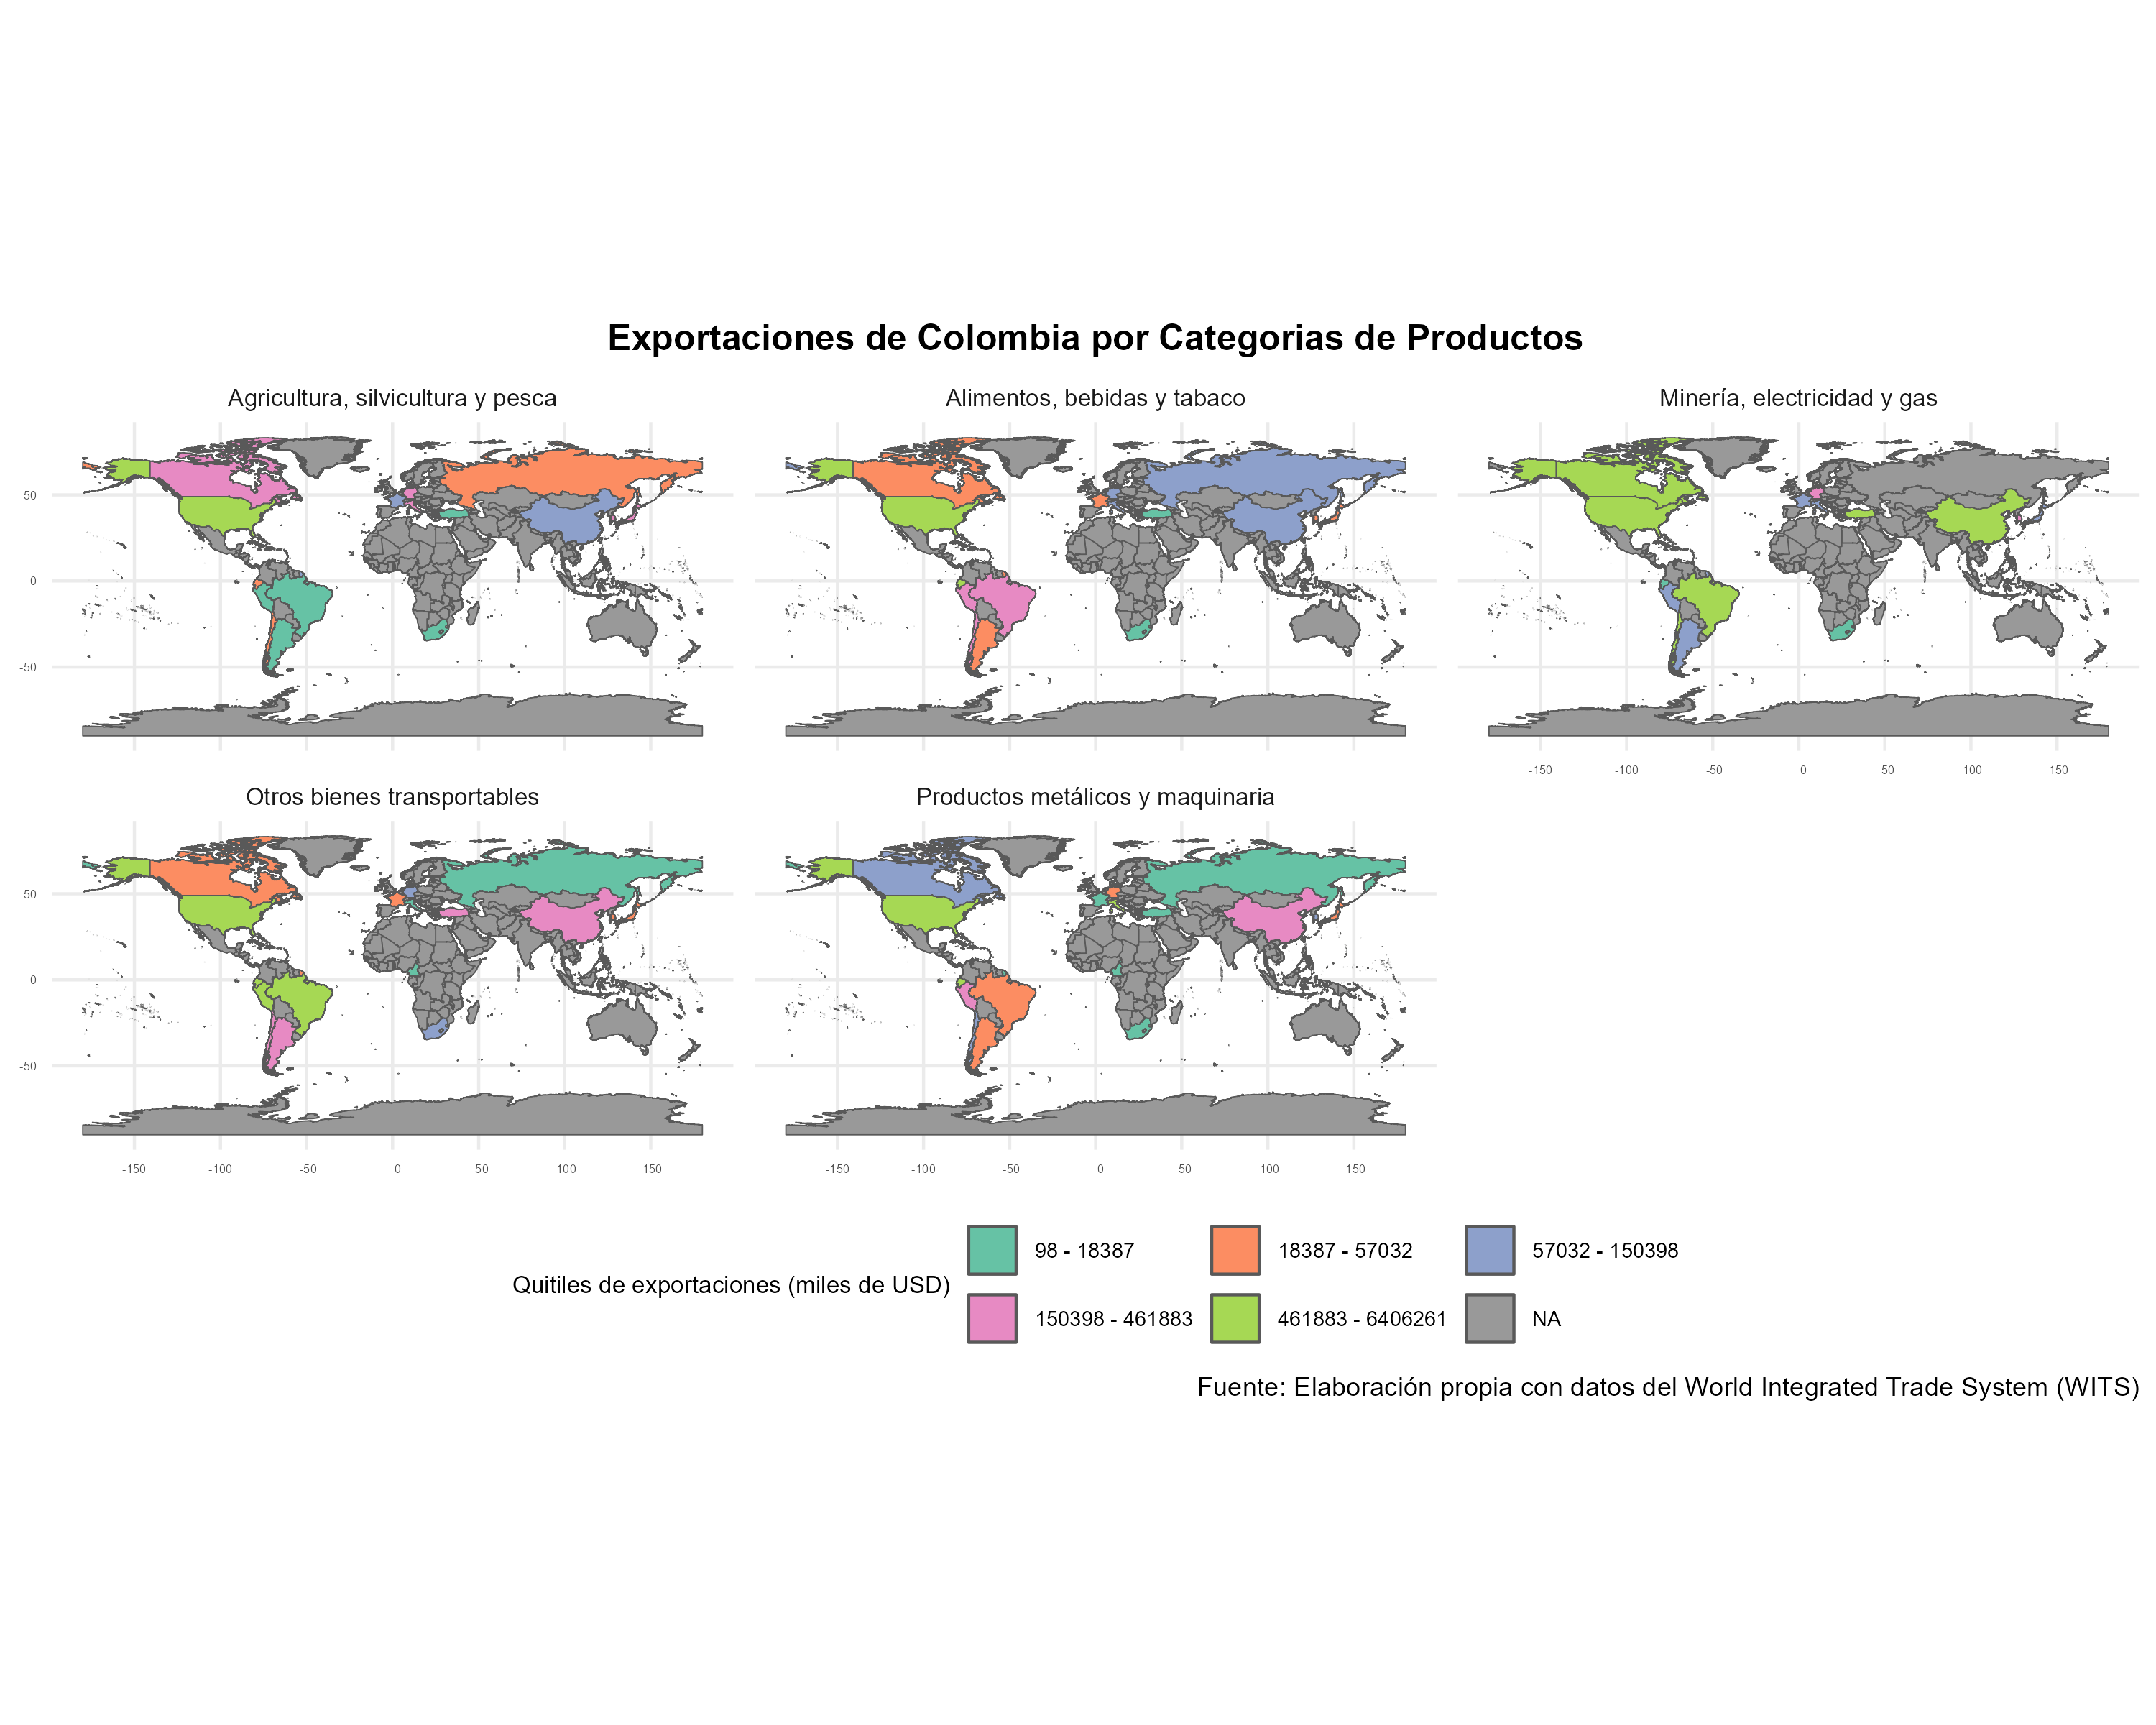 Exportaciones de Colombia por Categorias de Productos
Agricultura, silvicultura y pesca
Alimentos, bebidas y tabaco
Minería, electricidad y gas
50
0
-50
-150 -100 -50 0 50 100 150
Otros bienes transportables
Productos metálicos y maquinaria
50
0
-50
-150 -100 -50 0 50 100 150
-150 -100 -50 0 50 100 150
Quitiles de exportaciones (miles de USD)
98 - 18387
18387 - 57032
57032 - 150398
150398 - 461883
461883 - 6406261
NA
Fuente: Elaboración propia con datos del World Integrated Trade System (WITS)